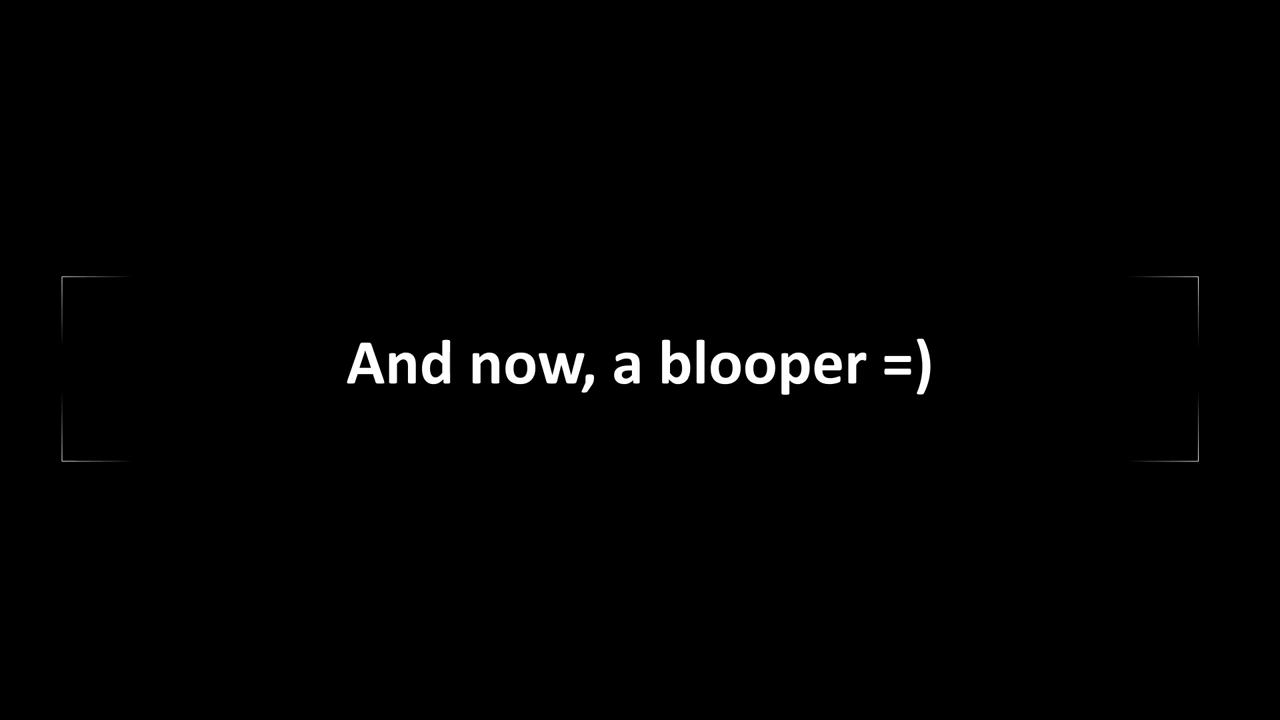 And now, a blooper =)